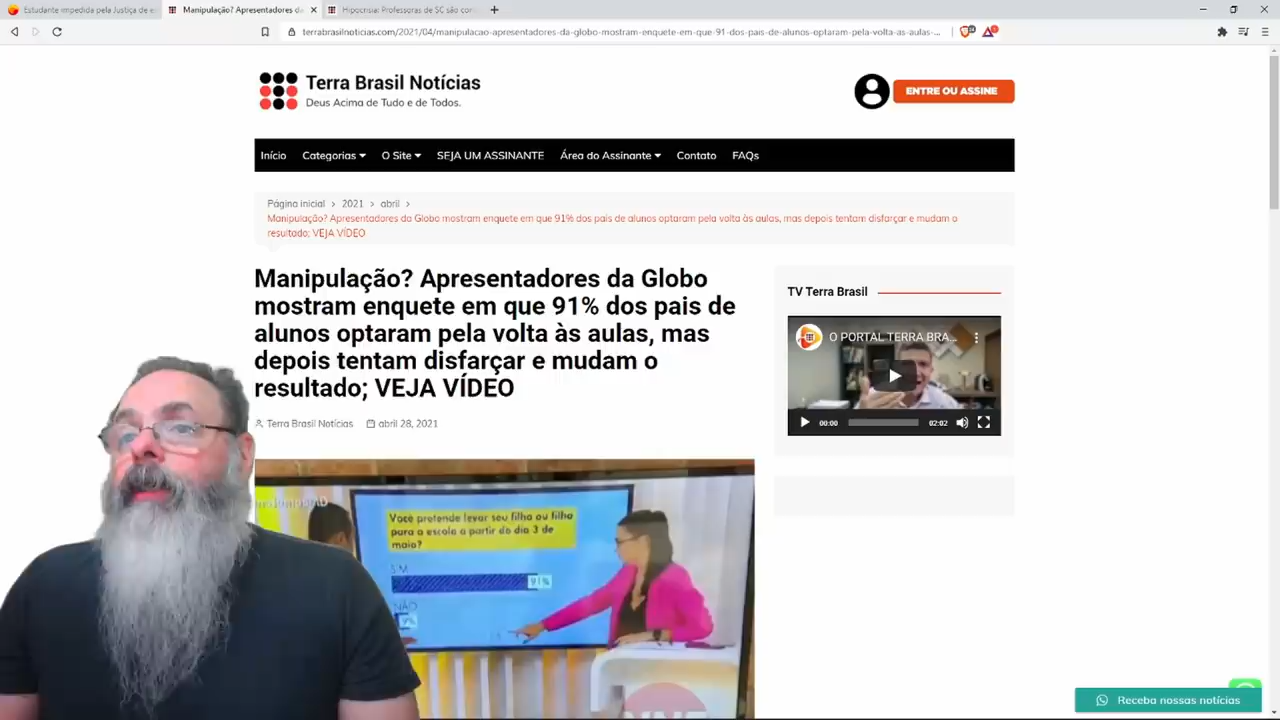 Estudante impedida pela Justiça de es
Manipulação? Apresentadores da
Hipocrisia: Professoras de SC são con
terrabrasilnoticias.com/2021/04/manipulacao-apresentadores-da-globo-mostram-enquete-em-que-91-dos-pais-de-alunos-optaram-pela-volta-as-aulas-...
Terra Brasil Notícias
Deus Acima de Tudo e de Todos.
ENTRE OU ASSINE
Início Categorias O Site SEJA UM ASSINANTE Área do Assinante Contato FAQs
Página inicial > 2021 > abril >
Manipulação? Apresentadores da Globo mostram enquete em que 91% dos pais de alunos optaram pela volta às aulas, mas depois tentam disfarçar e mudam o
resultado; VEJA VÍDEO
Manipulação? Apresentadores da Globo
mostram enquete em que 91% dos pais de
alunos optaram pela volta às aulas, mas
depois tentam disfarçar e mudam o
resultado; VEJA VÍDEO
Terra Brasil Notícias abril 28, 2021
TV Terra Brasil
O PORTAL TERRA BRA...
00:00 02:02
Você pretende levar seu filho ou filha
para a escola a partir do dia 3 de
maio?
SIM
91%
NÃO
9%
Receba nossas notícias